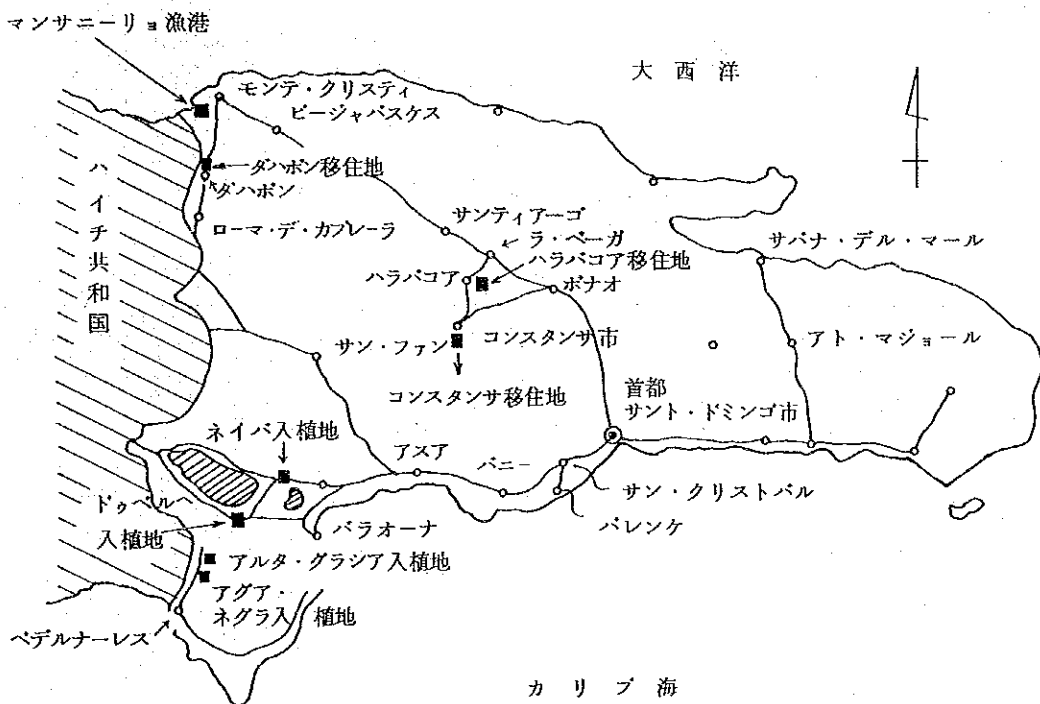 マンサニーリョ漁港
大西洋
モンテ・クリスティ
ビージャバスケス
ハイチ共和国
ダハボン移住地
ダハボン
ローマ・デ・カブレーラ
サンティアーゴ
ラ・ベーガ
ハラバコア移住地
ハラバコア
ボナオ
サバナ・デル・マール
コンスタンサ市
サン・ファン
アト・マジョール
コンスタンサ移住地
首都
サント・ドミンゴ市
ネイバ入植地
アスア
バニー
サン・クリストバル
パレンケ
ドゥベルヘ
入植地
バラオーナ
アルタ・グラシア入植地
アグア・
ネグラ入植地
ペデルナーレス
カリブ海